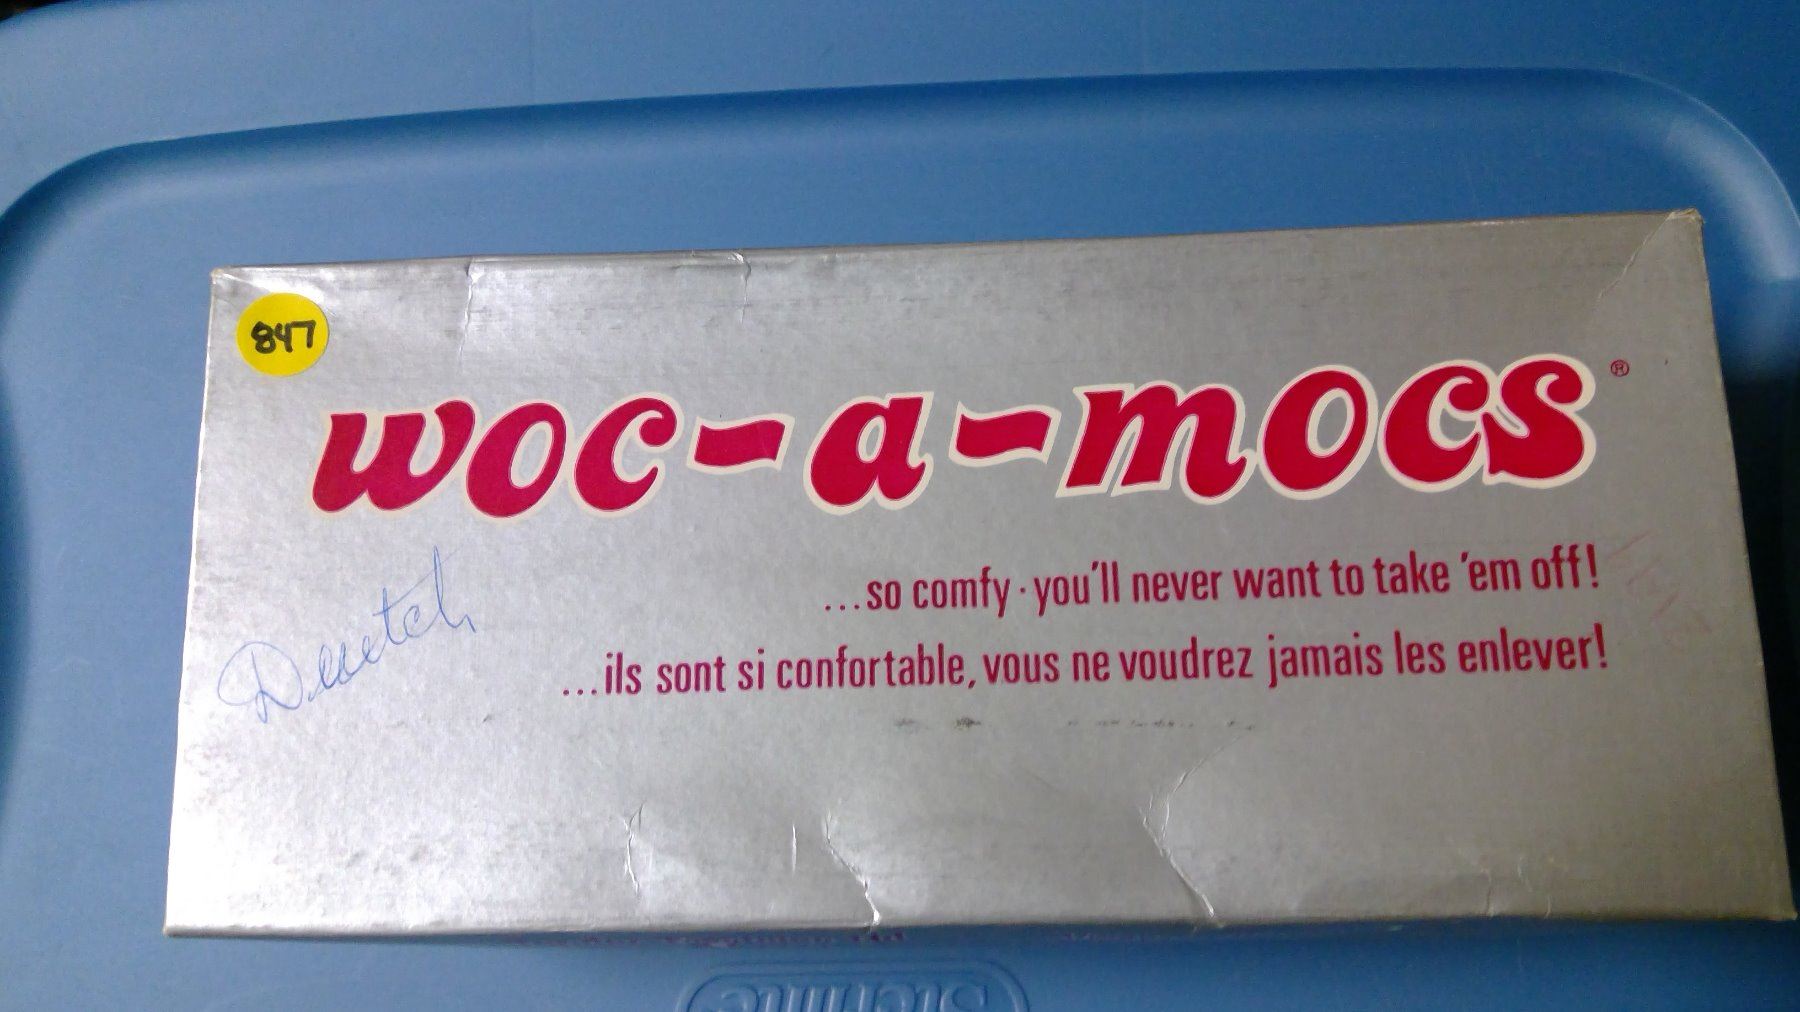 847
woc-a-mocs®
...so comfy · you'll never want to take 'em off!
...ils sont si confortable, vous ne voudrez jamais les enlever!